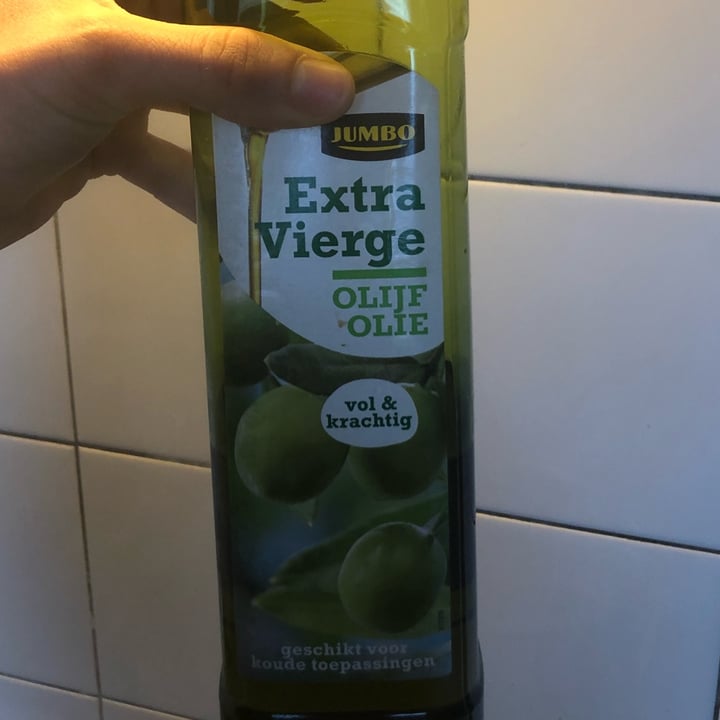 JUMBO
Extra
Vierge
OLIJF
OLIE
vol &
krachtig
geschikt voor
koude toepassingen